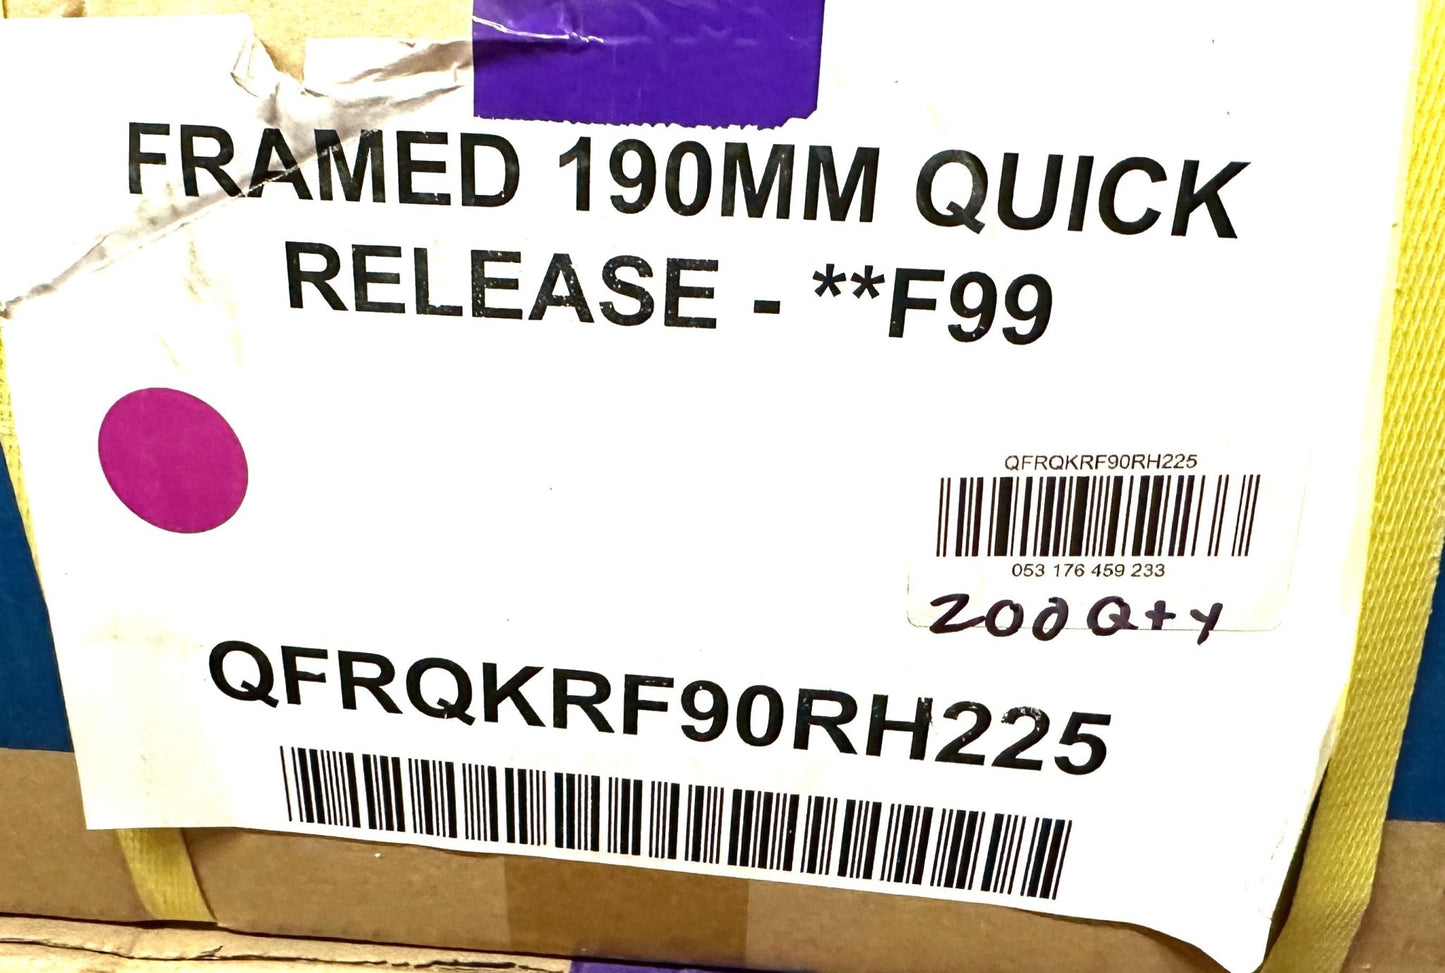 FRAMED 190MM QUICK
RELEASE - **F99
QFRQKRF90RH225
053 176 459 233
200 Qty
QFRQKRF90RH225